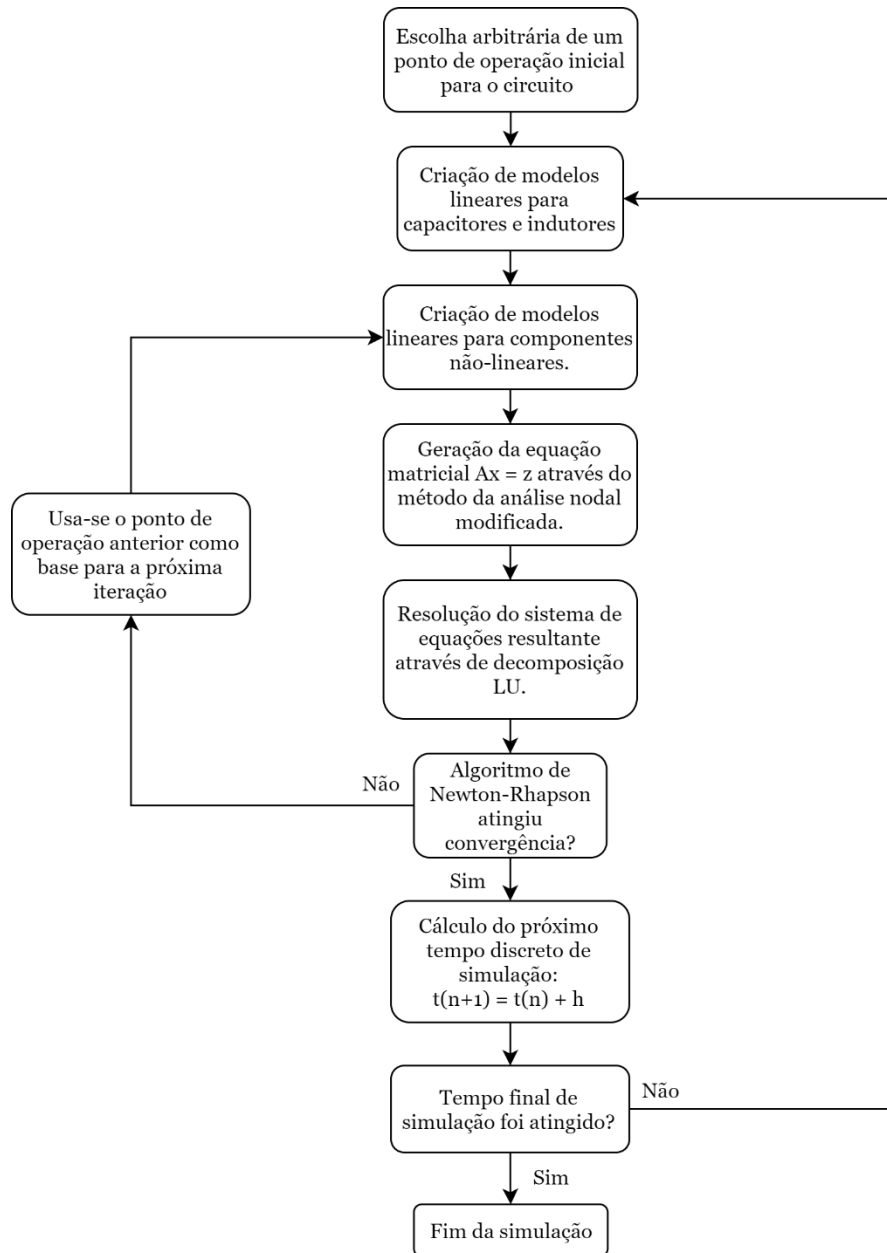 Escolha arbitrária de um
ponto de operação inicial
para o circuito
Criação de modelos
lineares para
capacitores e indutores
Criação de modelos
lineares para componentes
não-lineares.
Geração da equação
matricial Ax = z através do
método da análise nodal
modificada.
Usa-se o ponto de
operação anterior como
base para a próxima
iteração
Resolução do sistema de
equações resultante
através de decomposição
LU.
Não
Algoritmo de
Newton-Rhapson
atingiu
convergência?
Sim
Cálculo do próximo
tempo discreto de
simulação:
t(n+1) = t(n) + h
Tempo final de
simulação foi atingido?
Não
Sim
Fim da simulação